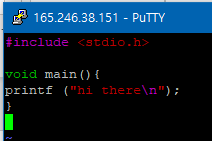 165.246.38.151 - PuTTY
#include <stdio.h>
void main(){
printf ("hi there\n");
}
~